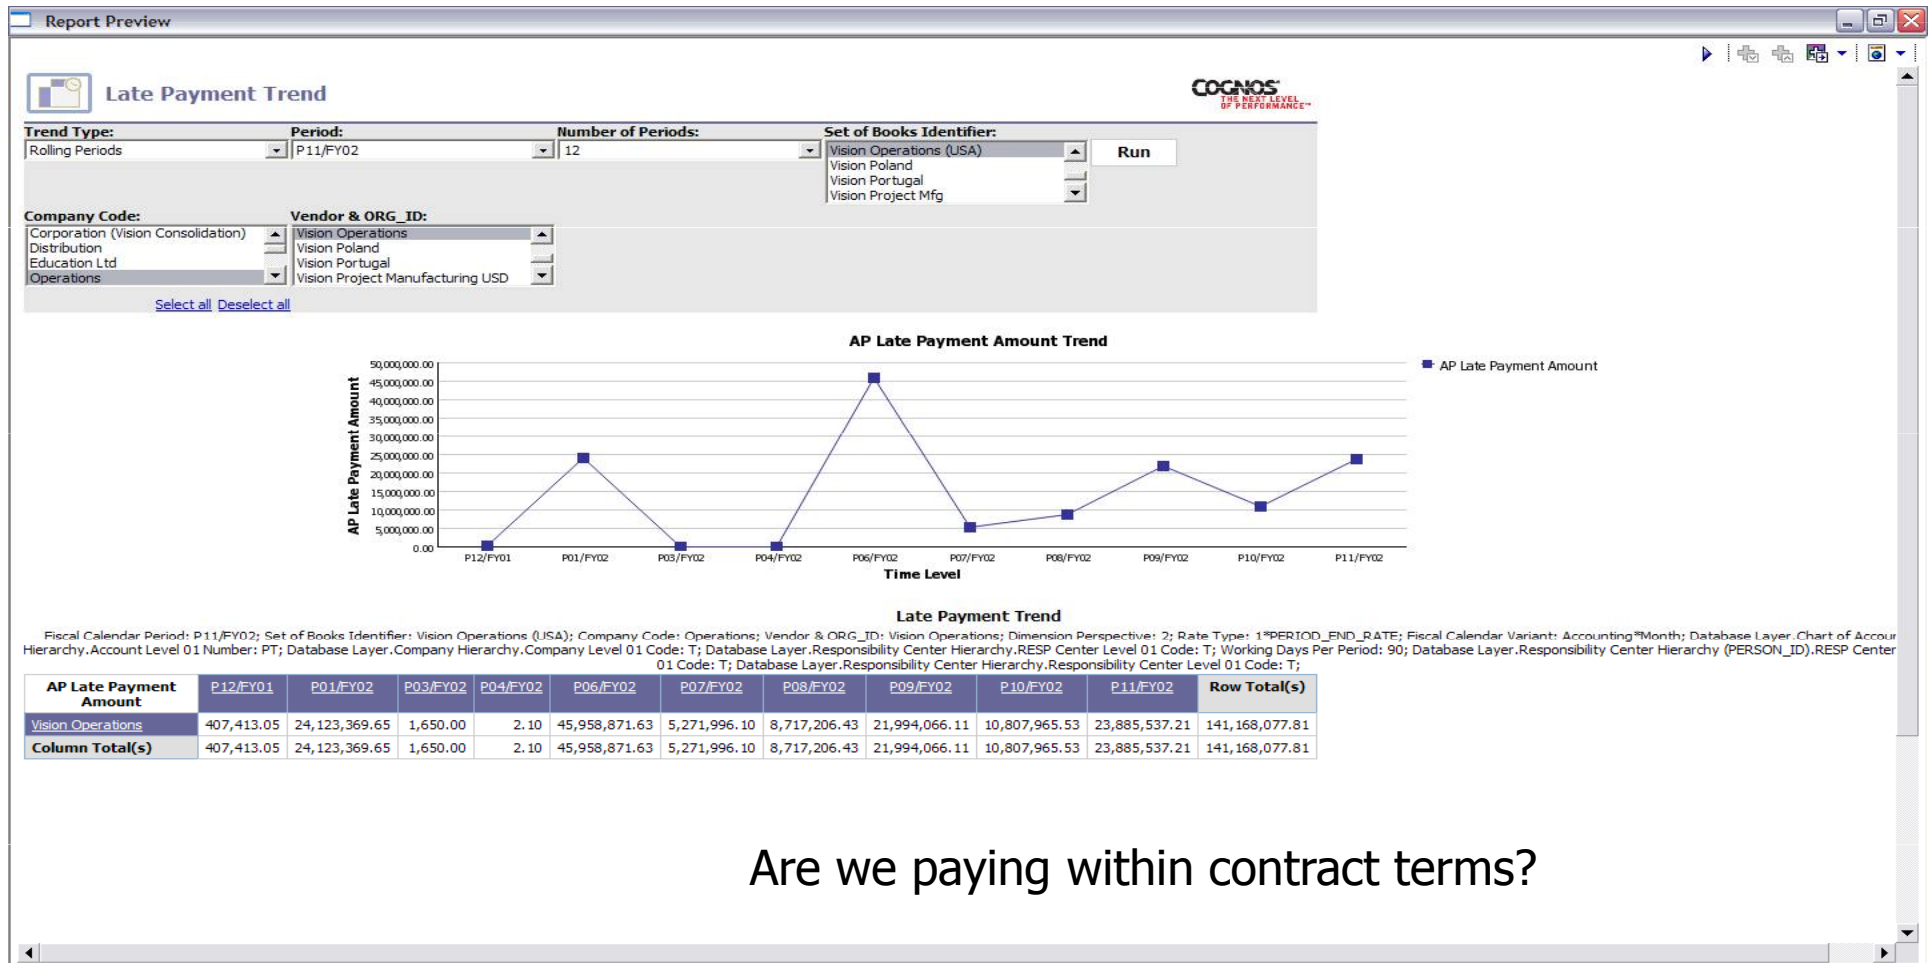 Report Preview
Late Payment Trend
COGNOS
THE NEXT LEVEL
OF PERFORMANCE™
Trend Type: Period: Number of Periods: Set of Books Identifier:
Rolling Periods P11/FY02 12 Vision Operations (USA) Run
Vision Poland
Vision Portugal
Vision Project Mfg
Company Code: Vendor & ORG_ID:
Corporation (Vision Consolidation) Vision Operations
Distribution Vision Poland
Education Ltd Vision Portugal
Operations Vision Project Manufacturing USD
Select all Deselect all
AP Late Payment Amount Trend
AP Late Payment Amount
50,000,000.00
45,000,000.00
40,000,000.00
35,000,000.00
30,000,000.00
25,000,000.00
20,000,000.00
15,000,000.00
10,000,000.00
5,000,000.00
0.00
AP Late Payment Amount
P12/FY01 P01/FY02 P03/FY02 P04/FY02 P06/FY02 P07/FY02 P08/FY02 P09/FY02 P10/FY02 P11/FY02
Time Level
Late Payment Trend
Fiscal Calendar Period: P11/FY02; Set of Books Identifier: Vision Operations (USA); Company Code: Operations; Vendor & ORG_ID: Vision Operations; Dimension Perspective: 2; Rate Type: 1*PERIOD_END_RATE; Fiscal Calendar Variant: Accounting*Month; Database Layer.Chart of Accour
Hierarchy.Account Level 01 Number: PT; Database Layer.Company Hierarchy.Company Level 01 Code: T; Database Layer.Responsibility Center Hierarchy.RESP Center Level 01 Code: T; Working Days Per Period: 90; Database Layer.Responsibility Center Hierarchy (PERSON_ID).RESP Center
01 Code: T; Database Layer.Responsibility Center Hierarchy.Responsibility Center Level 01 Code: T;
AP Late Payment Amount P12/FY01 P01/FY02 P03/FY02 P04/FY02 P06/FY02 P07/FY02 P08/FY02 P09/FY02 P10/FY02 P11/FY02 Row Total(s)
Vision Operations 407,413.05 24,123,369.65 1,650.00 2.10 45,958,871.63 5,271,996.10 8,717,206.43 21,994,066.11 10,807,965.53 23,885,537.21 141,168,077.81
Column Total(s) 407,413.05 24,123,369.65 1,650.00 2.10 45,958,871.63 5,271,996.10 8,717,206.43 21,994,066.11 10,807,965.53 23,885,537.21 141,168,077.81
Are we paying within contract terms?